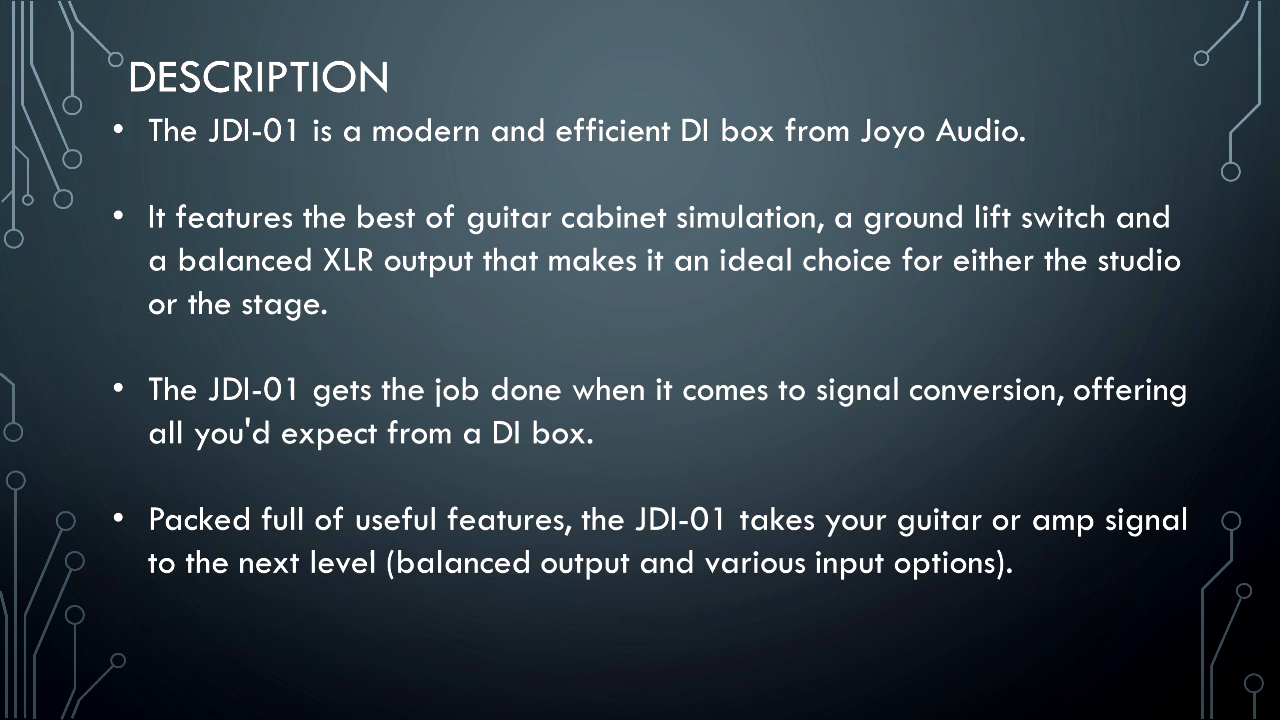 DESCRIPTION
• The JDI-01 is a modern and efficient DI box from Joyo Audio.
• It features the best of guitar cabinet simulation, a ground lift switch and
a balanced XLR output that makes it an ideal choice for either the studio
or the stage.
• The JDI-01 gets the job done when it comes to signal conversion, offering
all you'd expect from a DI box.
• Packed full of useful features, the JDI-01 takes your guitar or amp signal
to the next level (balanced output and various input options).